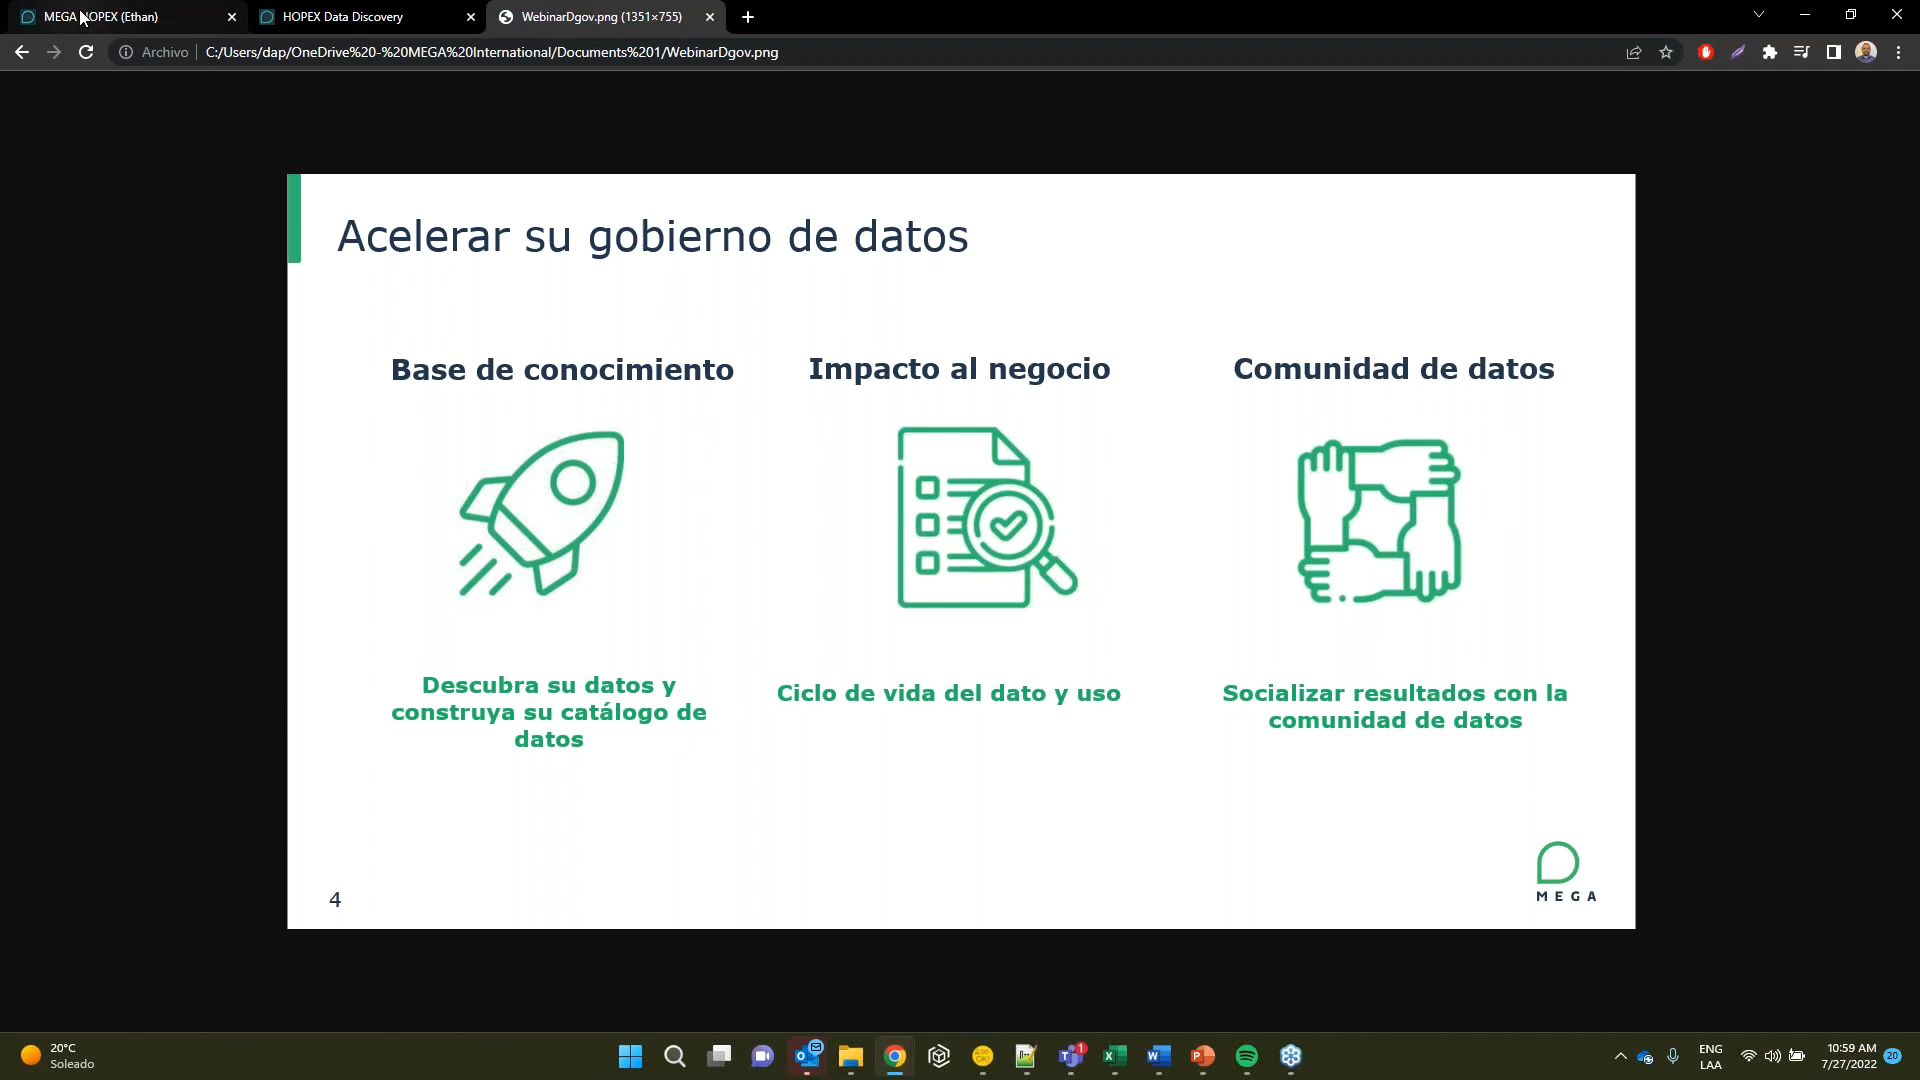 MEGA HOPEX (Ethan)
HOPEX Data Discovery
WebinarDgov.png (1351×755)
Archivo
C:/Users/dap/OneDrive%20-%20MEGA%20International/Documents%201/WebinarDgov.png
Acelerar su gobierno de datos
Base de conocimiento
Impacto al negocio
Comunidad de datos
Descubra su datos y
construya su catálogo de
datos
Ciclo de vida del dato y uso
Socializar resultados con la
comunidad de datos
4
MEGA
20°C
Soleado
1
ENG
LAA
10:59 AM
7/27/2022
20